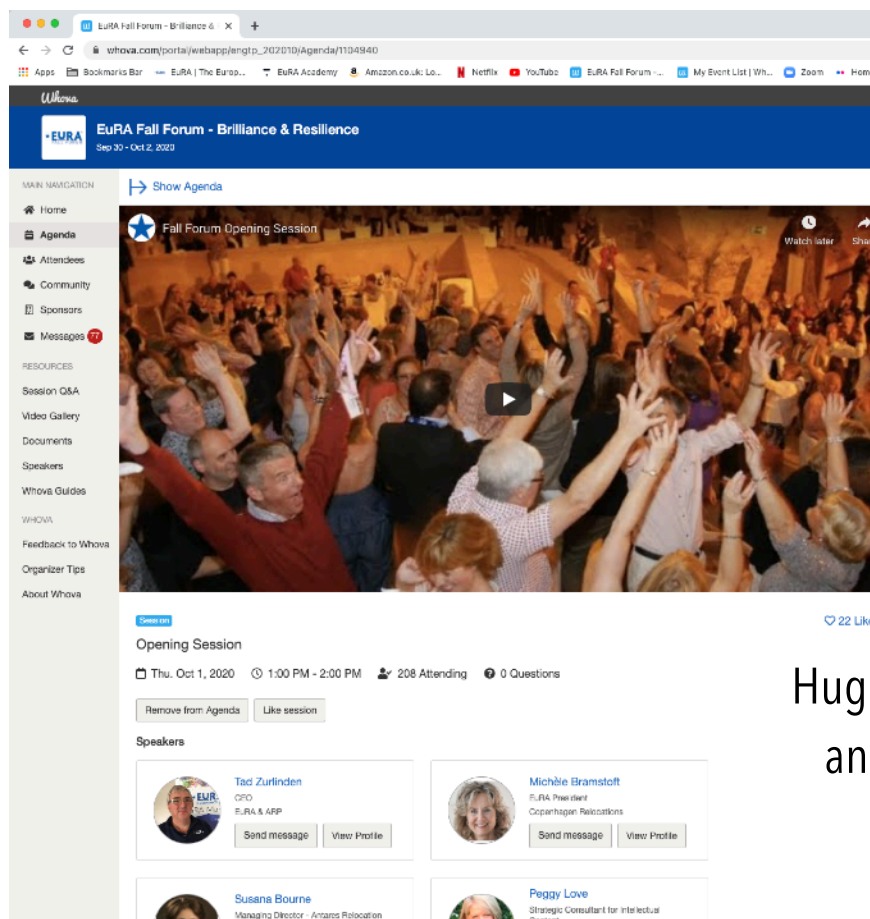 EuRA Fall Forum - Brilliance &
whova.com/portal/webapp/engtp_202010/Agenda/1104940
Apps Bookmarks Bar EuRA | The Europ... EuRA Academy Amazon.co.uk: Lo... Netflix YouTube EuRA Fall Forum -... My Event List | Wh... Zoom Hom
Whova
EURA
EuRA Fall Forum - Brilliance & Resilience
Sep 30 - Oct 2, 2020
MAIN NAVIGATION
Home
Agenda
Attendees
Community
Sponsors
Messages 77
RESOURCES
Session Q&A
Video Gallery
Documents
Speakers
Whova Guides
WHOVA
Feedback to Whova
Organizer Tips
About Whova
Show Agenda
Fall Forum Opening Session
Watch later Sha
Session
22 Like
Opening Session
Thu. Oct 1, 2020 1:00 PM - 2:00 PM 208 Attending 0 Questions
Remove from Agenda Like session
Hug
an
Speakers
Tad Zurlinden
CEO
EuRA & ARP
Send message View Profile
Michèle Bramstoft
EuRA President
Copenhagen Relocations
Send message View Profile
Susana Bourne
Managing Director - Antares Relocation
Peggy Love
Strategic Consultant for Intellectual